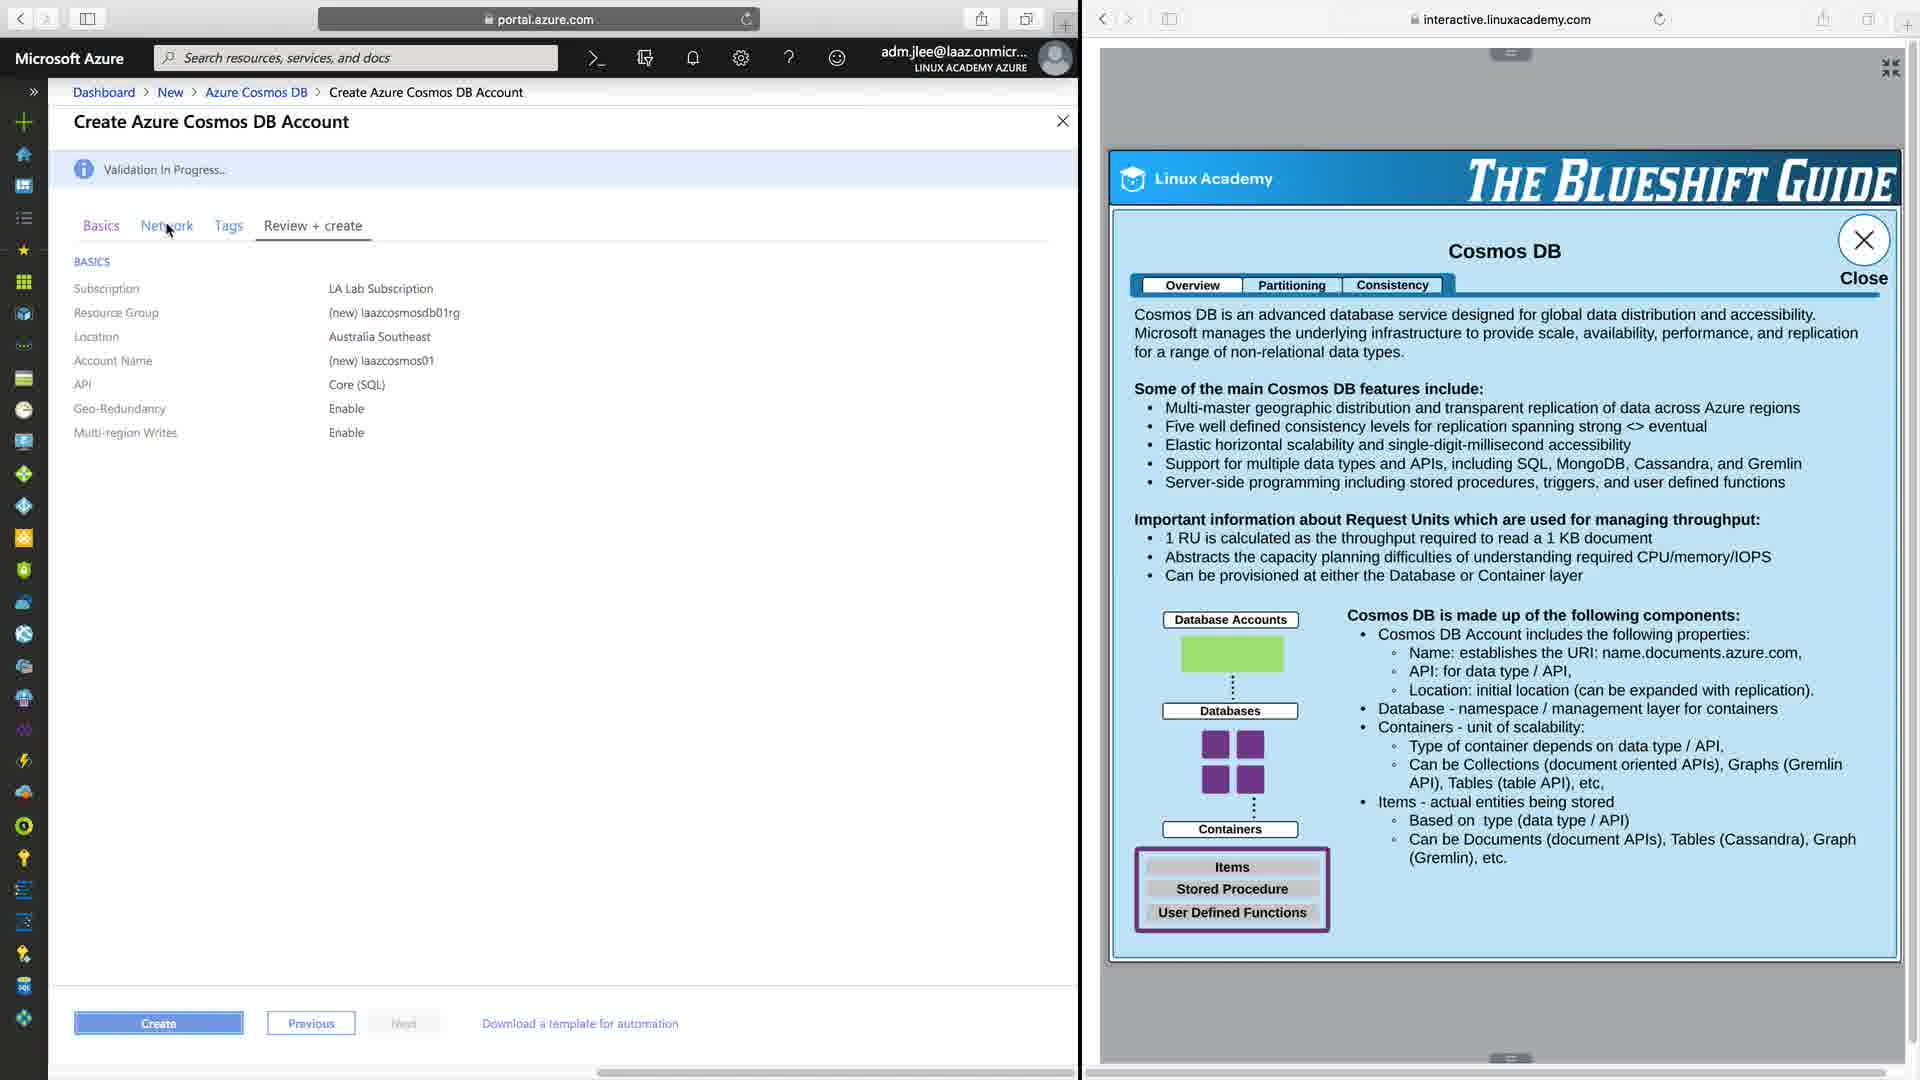 portal.azure.com
Microsoft Azure
Search resources, services, and docs
adm.jlee@laaz.onmicr...
LINUX ACADEMY AZURE
Dashboard > New > Azure Cosmos DB > Create Azure Cosmos DB Account
Create Azure Cosmos DB Account
Validation In Progress...
Basics Network Tags Review + create
BASICS
Subscription LA Lab Subscription
Resource Group (new) laazcosmosdb01rg
Location Australia Southeast
Account Name (new) laazcosmos01
API Core (SQL)
Geo-Redundancy Enable
Multi-region Writes Enable
Create Previous Next Download a template for automation
interactive.linuxacademy.com
Linux Academy
THE BLUESHIFT GUIDE
Cosmos DB
Close
Overview Partitioning Consistency
Cosmos DB is an advanced database service designed for global data distribution and accessibility.
Microsoft manages the underlying infrastructure to provide scale, availability, performance, and replication
for a range of non-relational data types.
Some of the main Cosmos DB features include:
• Multi-master geographic distribution and transparent replication of data across Azure regions
• Five well defined consistency levels for replication spanning strong <> eventual
• Elastic horizontal scalability and single-digit-millisecond accessibility
• Support for multiple data types and APIs, including SQL, MongoDB, Cassandra, and Gremlin
• Server-side programming including stored procedures, triggers, and user defined functions
Important information about Request Units which are used for managing throughput:
• 1 RU is calculated as the throughput required to read a 1 KB document
• Abstracts the capacity planning difficulties of understanding required CPU/memory/IOPS
• Can be provisioned at either the Database or Container layer
Database Accounts
Databases
Containers
Items
Stored Procedure
User Defined Functions
Cosmos DB is made up of the following components:
• Cosmos DB Account includes the following properties:
◦ Name: establishes the URI: name.documents.azure.com,
◦ API: for data type / API,
◦ Location: initial location (can be expanded with replication).
• Database - namespace / management layer for containers
• Containers - unit of scalability:
◦ Type of container depends on data type / API,
◦ Can be Collections (document oriented APIs), Graphs (Gremlin
API), Tables (table API), etc,
• Items - actual entities being stored
◦ Based on type (data type / API)
◦ Can be Documents (document APIs), Tables (Cassandra), Graph
(Gremlin), etc.